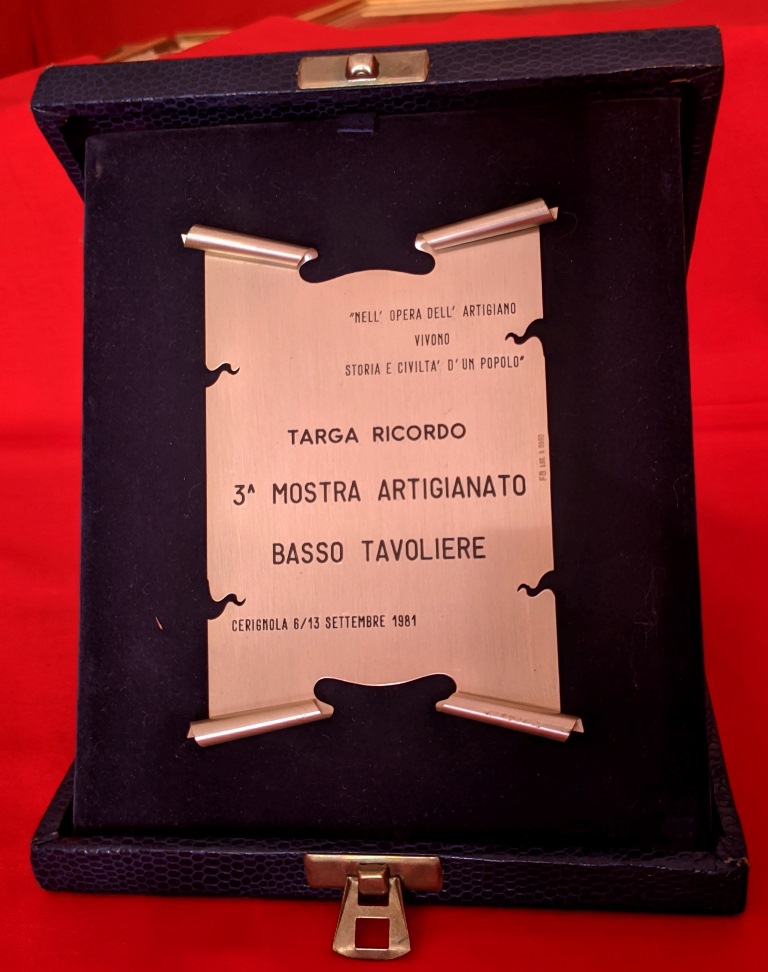 "NELL' OPERA DELL' ARTIGIANO
VIVONO
STORIA E CIVILTA' D'UN POPOLO"
TARGA RICORDO
3^ MOSTRA ARTIGIANATO
BASSO TAVOLIERE
CERIGNOLA 6/13 SETTEMBRE 1981